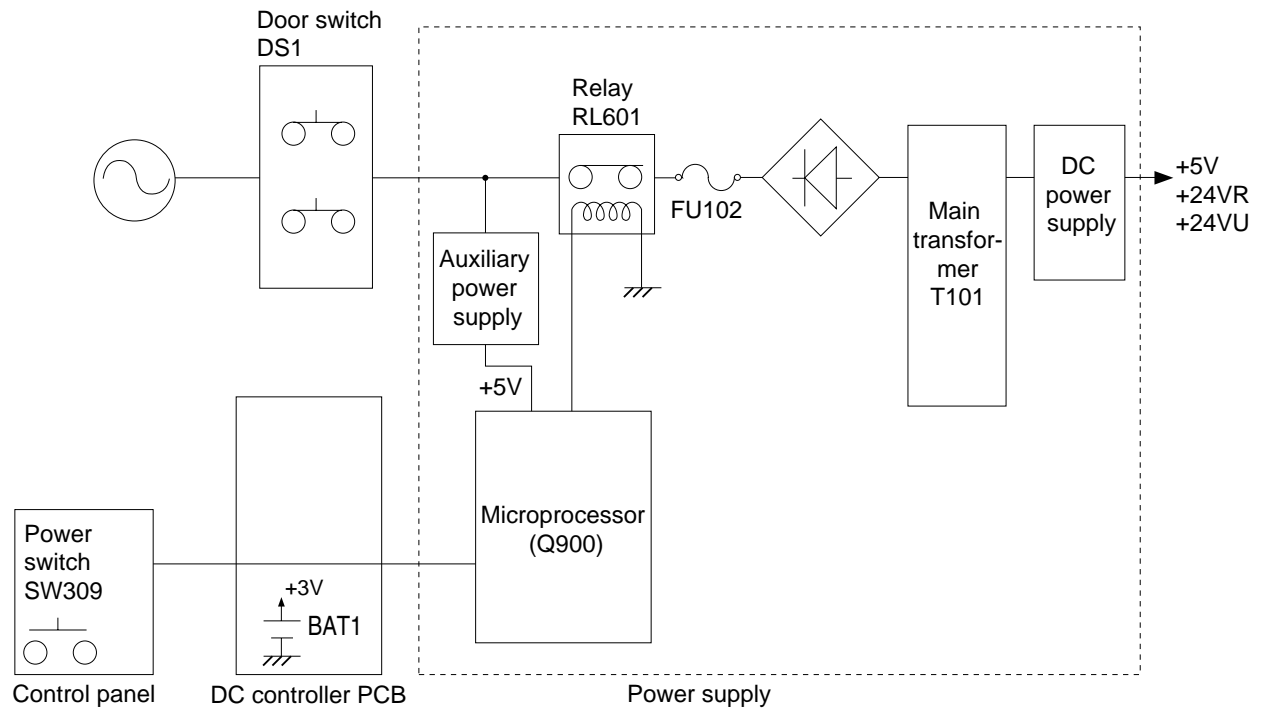 Door switch
DS1
Relay
RL601
FU102
Main
transfor-
mer
T101
DC
power
supply
+5V
+24VR
+24VU
Auxiliary
power
supply
+5V
Microprocessor
(Q900)
Power
switch
SW309
+3V
BAT1
Control panel
DC controller PCB
Power supply